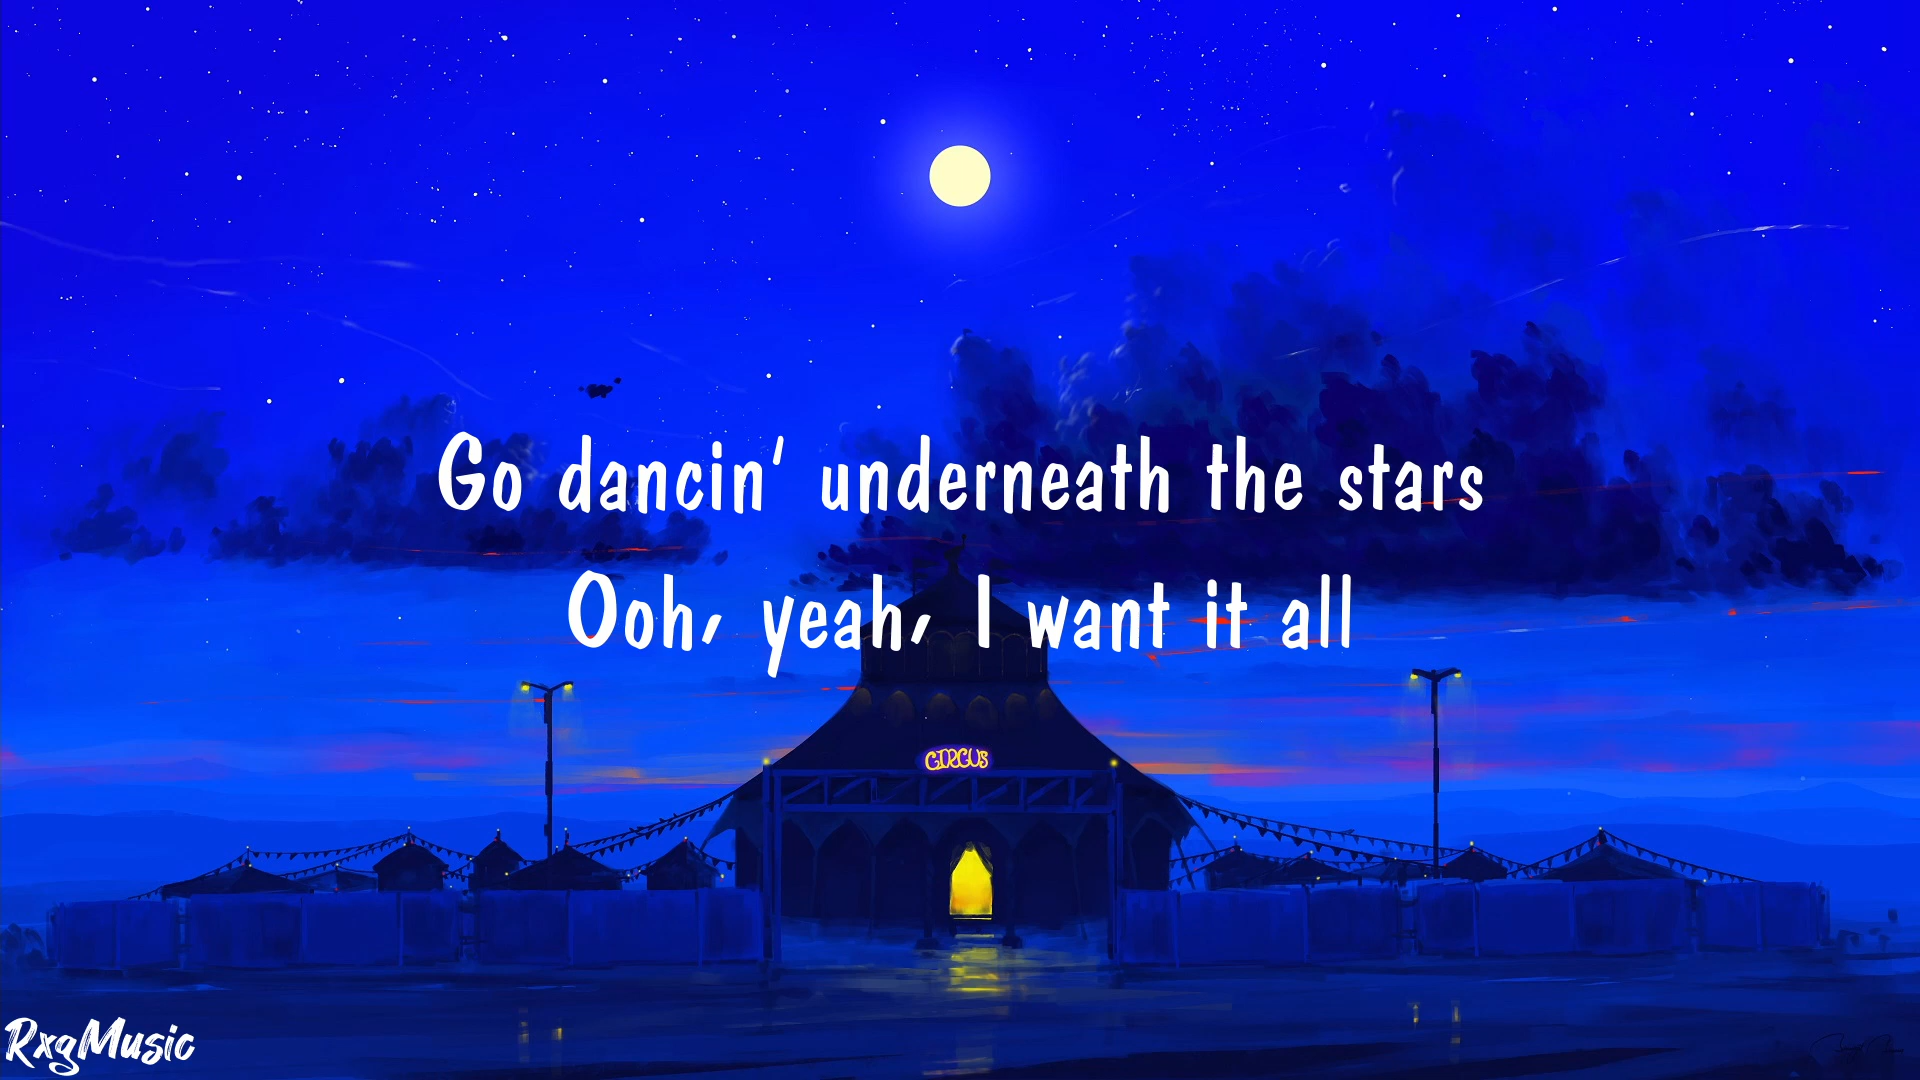 Go dancin' underneath the stars
Ooh, yeah, I want it all
CIRCUS
RxgMusic